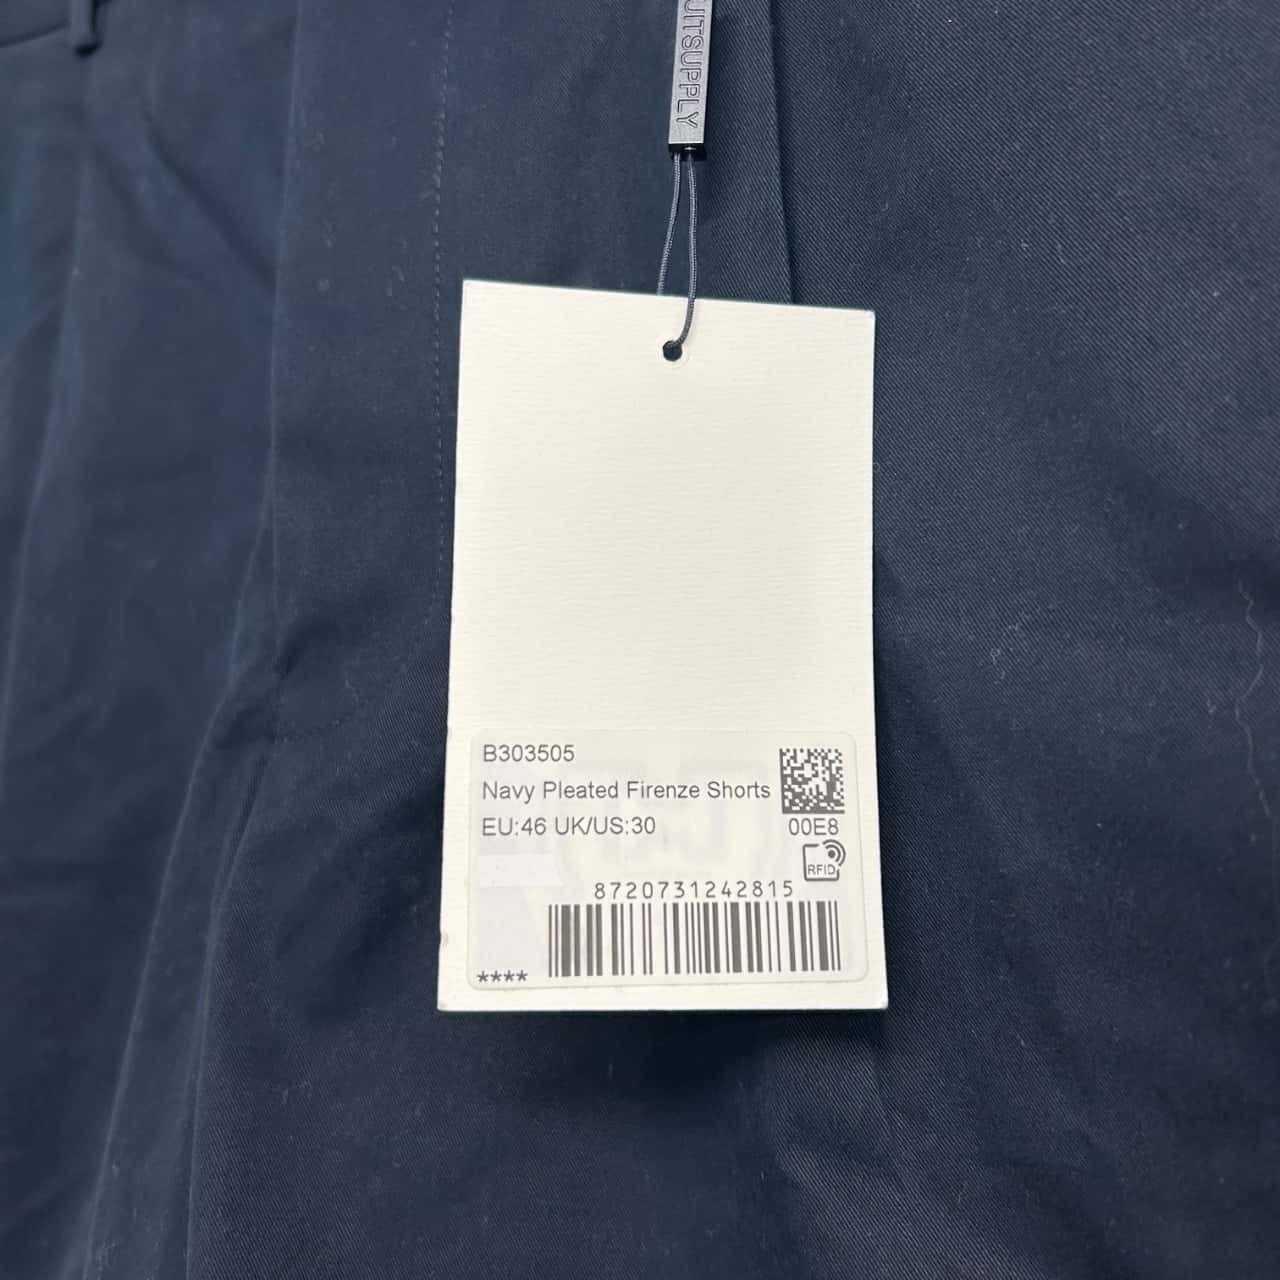 UITSUPPLY
B303505
Navy Pleated Firenze Shorts
EU:46 UK/US:30
00E8
RFID
8720731242815
****